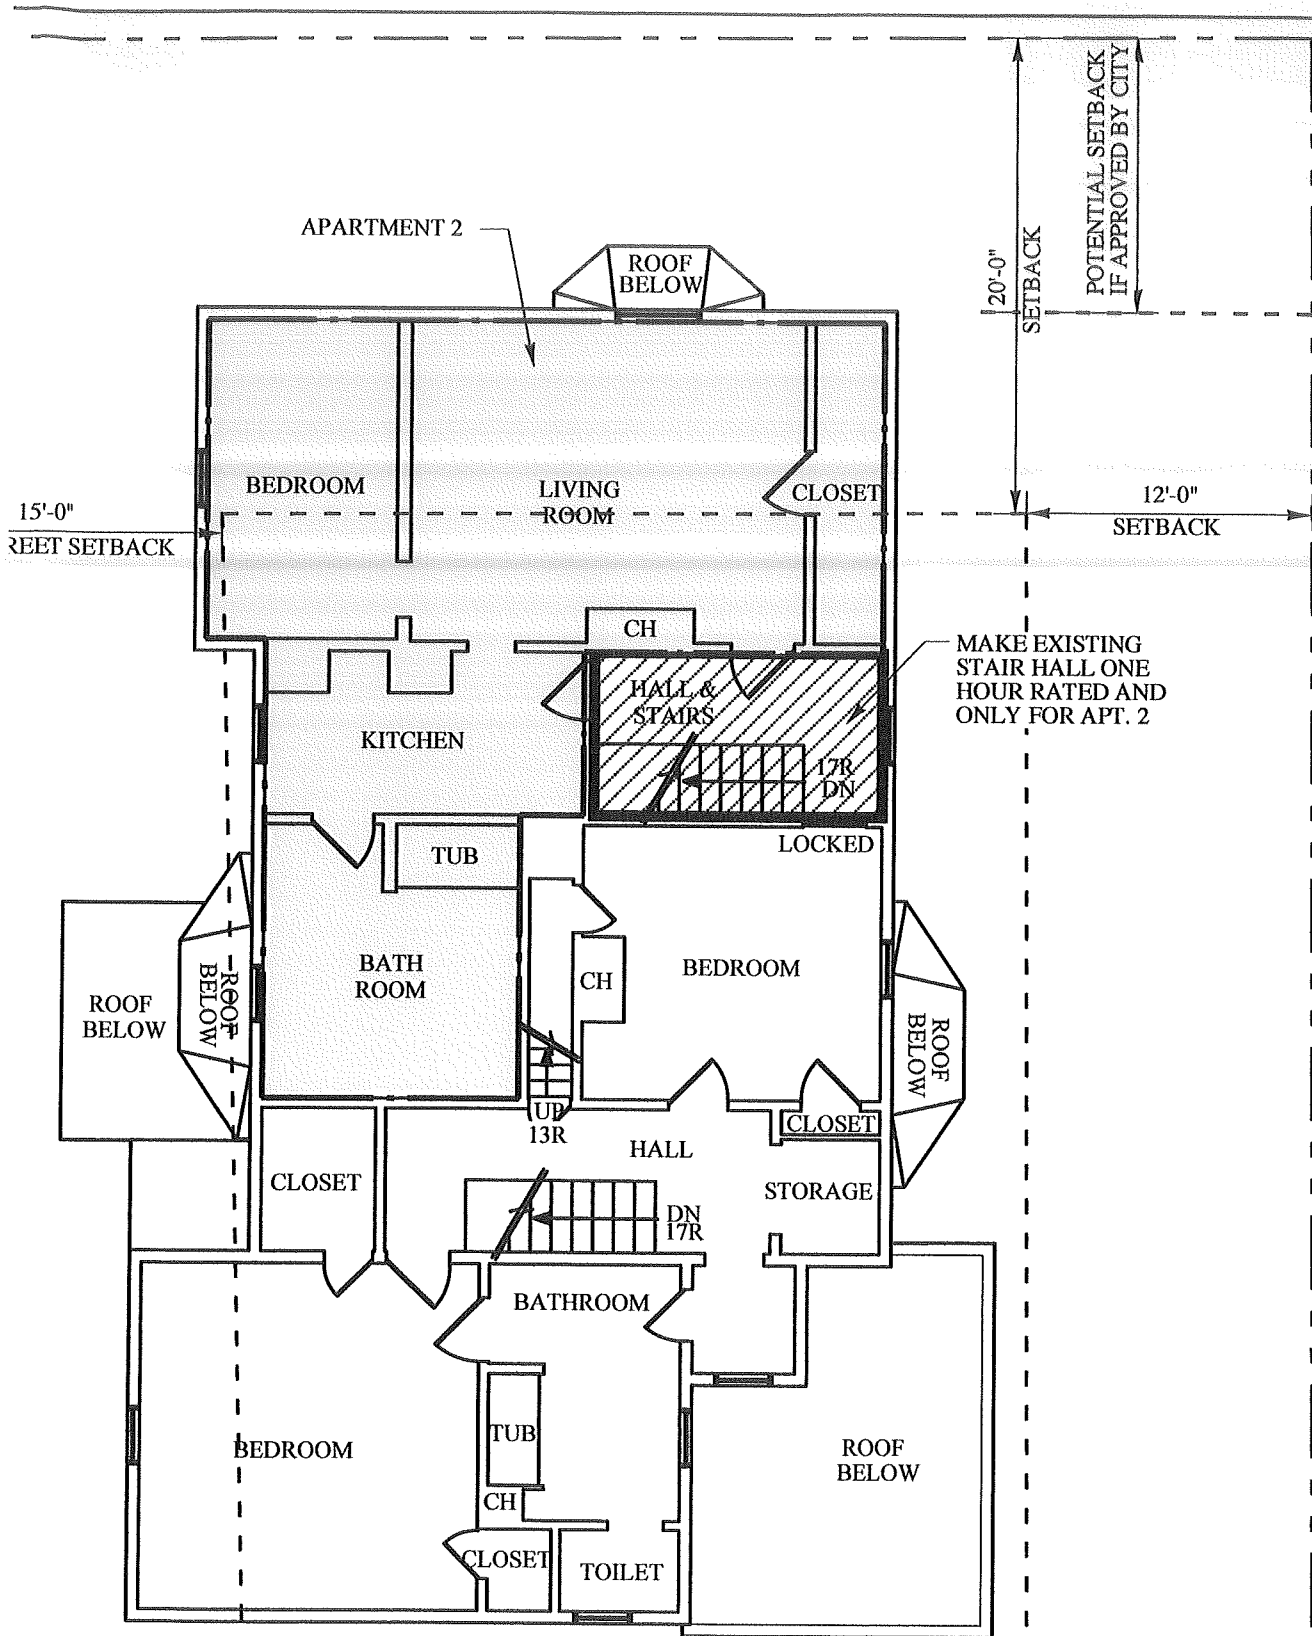 POTENTIAL SETBACK
IF APPROVED BY CITY
20'-0"
SETBACK
APARTMENT 2
ROOF
BELOW
BEDROOM
LIVING
ROOM
CLOSET
15'-0"
REET SETBACK
12'-0"
SETBACK
CH
MAKE EXISTING
STAIR HALL ONE
HOUR RATED AND
ONLY FOR APT. 2
HALL &
STAIRS
KITCHEN
17R
DN
LOCKED
TUB
BATH
ROOM
CH
BEDROOM
ROOF
BELOW
ROOF
BELOW
ROOF
BELOW
UP
13R
HALL
CLOSET
CLOSET
STORAGE
DN
17R
BATHROOM
BEDROOM
TUB
CH
ROOF
BELOW
CLOSET
TOILET